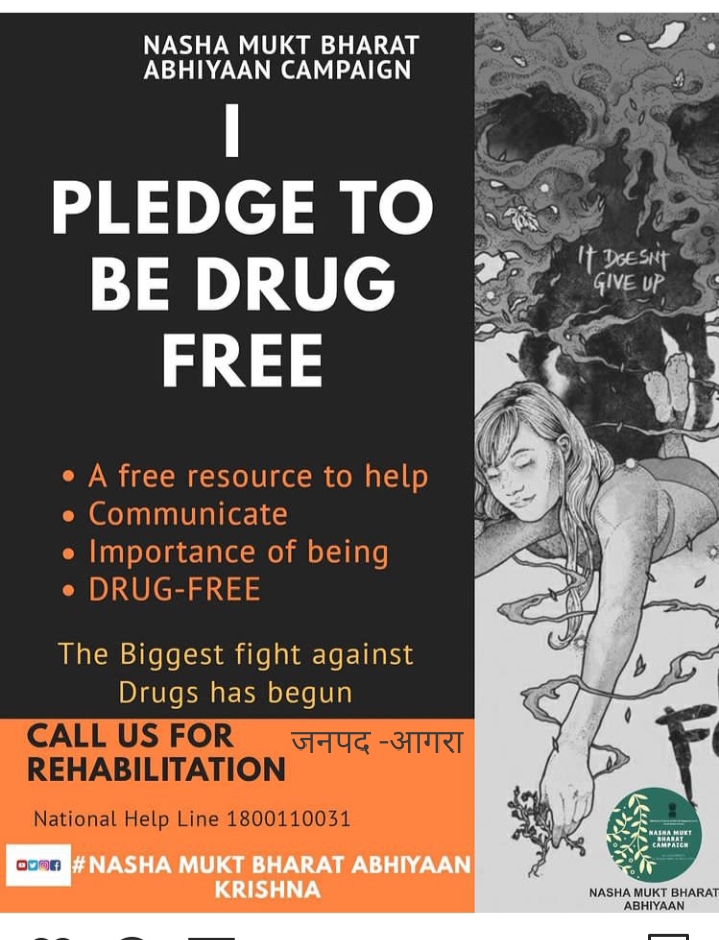 NASHA MUKT BHARAT
ABHIYAAN CAMPAIGN
I
PLEDGE TO
BE DRUG
FREE
• A free resource to help
• Communicate
• Importance of being
• DRUG-FREE
The Biggest fight against
Drugs has begun
CALL US FOR
REHABILITATION
जनपद -आगरा
National Help Line 1800110031
#NASHA MUKT BHARAT ABHIYAAN
KRISHNA
IT DOESN'T
GIVE UP
NASHA MUKT
BHARAT
CAMPAIGN
NASHA MUKT BHARAT
ABHIYAAN